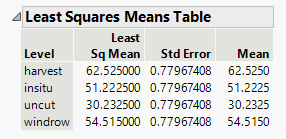 Least Squares Means Table
Least
Level Sq Mean Std Error Mean
harvest 62.525000 0.77967408 62.5250
insitu 51.222500 0.77967408 51.2225
uncut 30.232500 0.77967408 30.2325
windrow 54.515000 0.77967408 54.5150